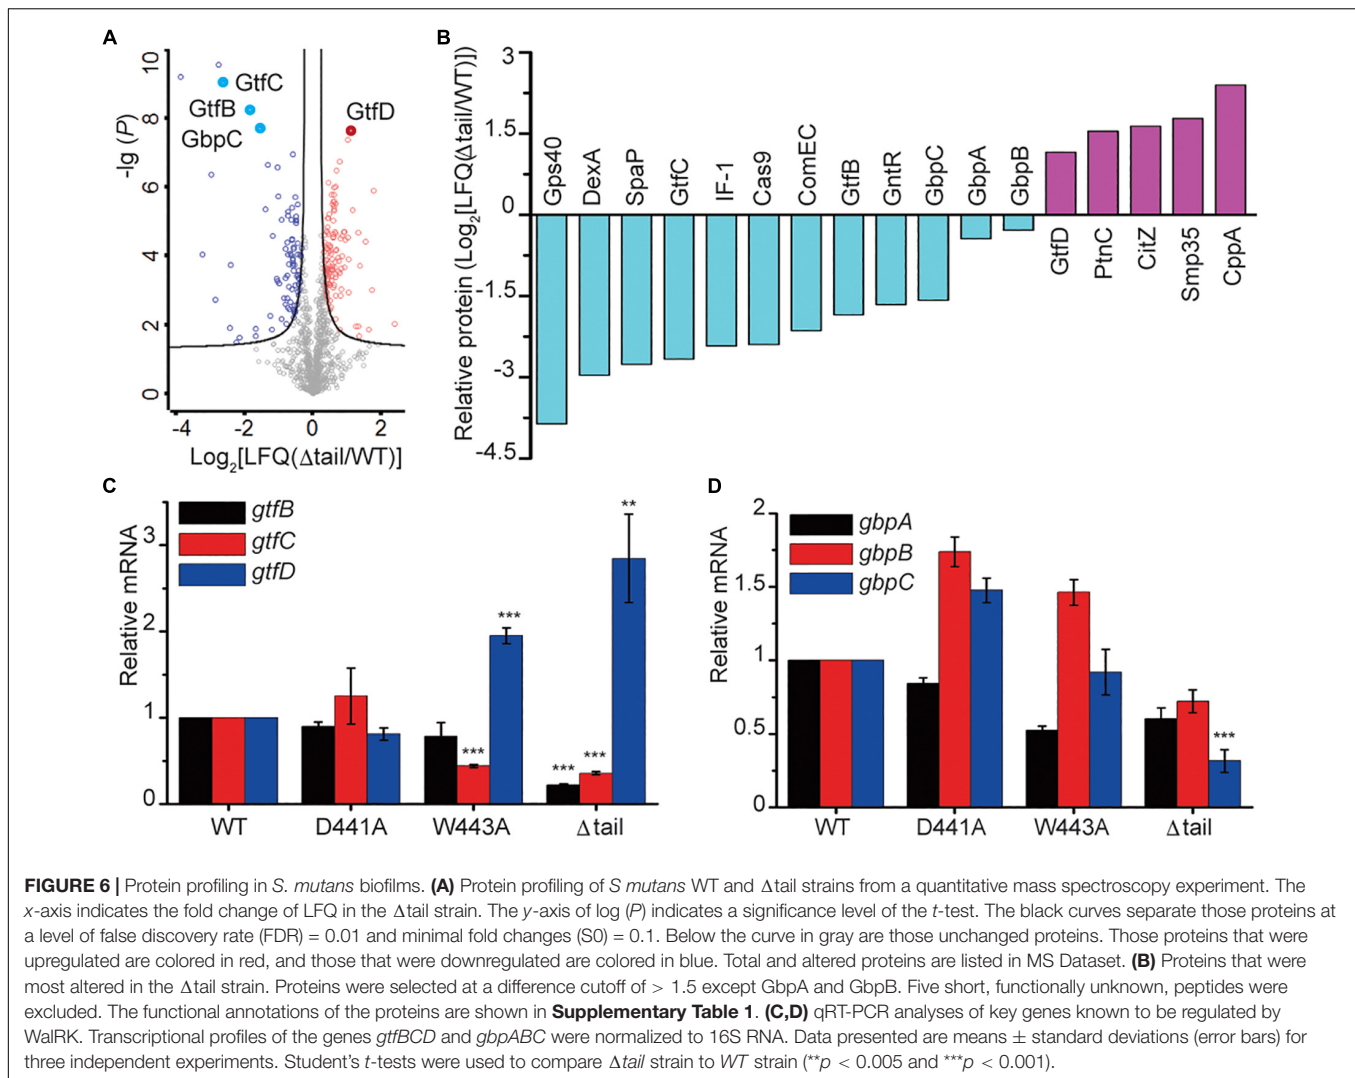 A
10
8
6
4
2
0
-lg (P)
GtfC
GtfB
GbpC
GtfD
-4
-2
0
2
Log2[LFQ(Δtail/WT)]
B
3
1.5
0
-1.5
-3
-4.5
Relative protein (Log2[LFQ(Δtail/WT)])
Gps40
DexA
SpaP
GtfC
IF-1
Cas9
ComEC
GtfB
GntR
GbpC
GbpA
GbpB
GtfD
PtnC
CitZ
Smp35
CppA
C
gtfB
gtfC
gtfD
3
2
1
0
Relative mRNA
***
***
***
***
**
WT
D441A
W443A
Δtail
D
gbpA
gbpB
gbpC
2
1.5
1
0.5
0
Relative mRNA
***
WT
D441A
W443A
Δtail
FIGURE 6 | Protein profiling in S. mutans biofilms. (A) Protein profiling of S mutans WT and Δtail strains from a quantitative mass spectroscopy experiment. The
x-axis indicates the fold change of LFQ in the Δtail strain. The y-axis of log (P) indicates a significance level of the t-test. The black curves separate those proteins at
a level of false discovery rate (FDR) = 0.01 and minimal fold changes (S0) = 0.1. Below the curve in gray are those unchanged proteins. Those proteins that were
upregulated are colored in red, and those that were downregulated are colored in blue. Total and altered proteins are listed in MS Dataset. (B) Proteins that were
most altered in the Δtail strain. Proteins were selected at a difference cutoff of > 1.5 except GbpA and GbpB. Five short, functionally unknown, peptides were
excluded. The functional annotations of the proteins are shown in Supplementary Table 1. (C,D) qRT-PCR analyses of key genes known to be regulated by
WalRK. Transcriptional profiles of the genes gtfBCD and gbpABC were normalized to 16S RNA. Data presented are means ± standard deviations (error bars) for
three independent experiments. Student's t-tests were used to compare Δtail strain to WT strain (**p < 0.005 and ***p < 0.001).